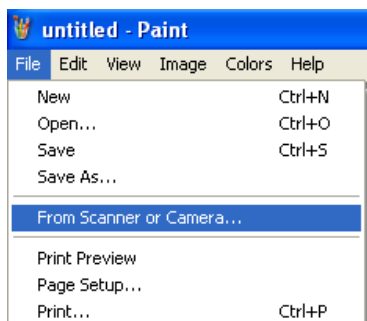 untitled - Paint
File Edit View Image Colors Help
New Ctrl+N
Open... Ctrl+O
Save Ctrl+S
Save As...
From Scanner or Camera...
Print Preview
Page Setup...
Print... Ctrl+P